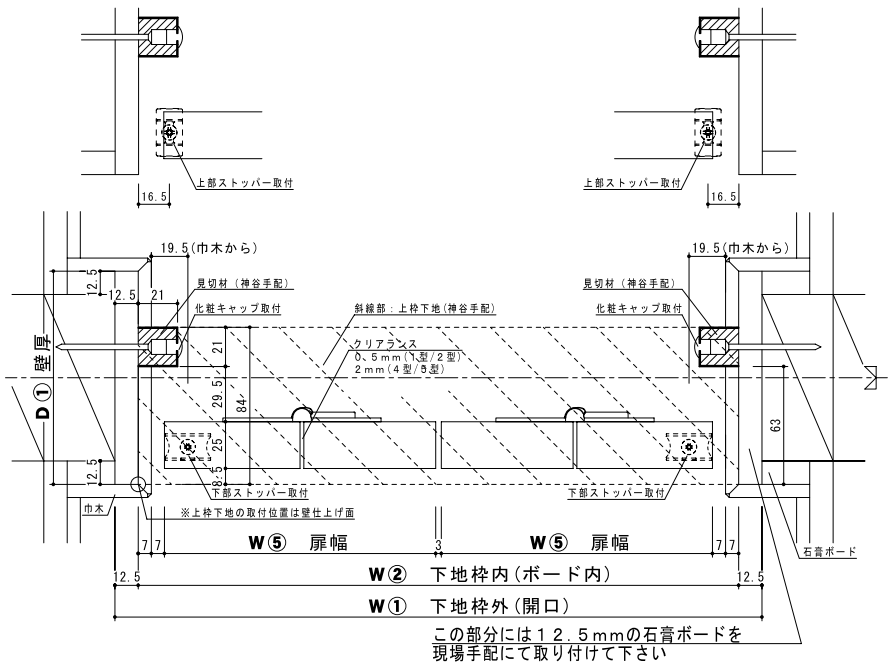 上部ストッパー取付
上部ストッパー取付
16.5
16.5
19.5(巾木から)
19.5(巾木から)
12.5
12.5
21
見切材(神谷手配)
化粧キャップ取付
見切材(神谷手配)
化粧キャップ取付
斜線部:上枠下地(神谷手配)
クリアランス
0.5mm(1型/2型)
2mm(4型/5型)
D① 壁厚
21
29.5
84
25
8.5
63
12.5
下部ストッパー取付
下部ストッパー取付
巾木
※上枠下地の取付位置は壁仕上げ面
石膏ボード
7
7
W⑤ 扉幅
3
W⑤ 扉幅
7
7
12.5
W② 下地枠内(ボード内)
12.5
W① 下地枠外(開口)
この部分には12.5mmの石膏ボードを
現場手配にて取り付けて下さい